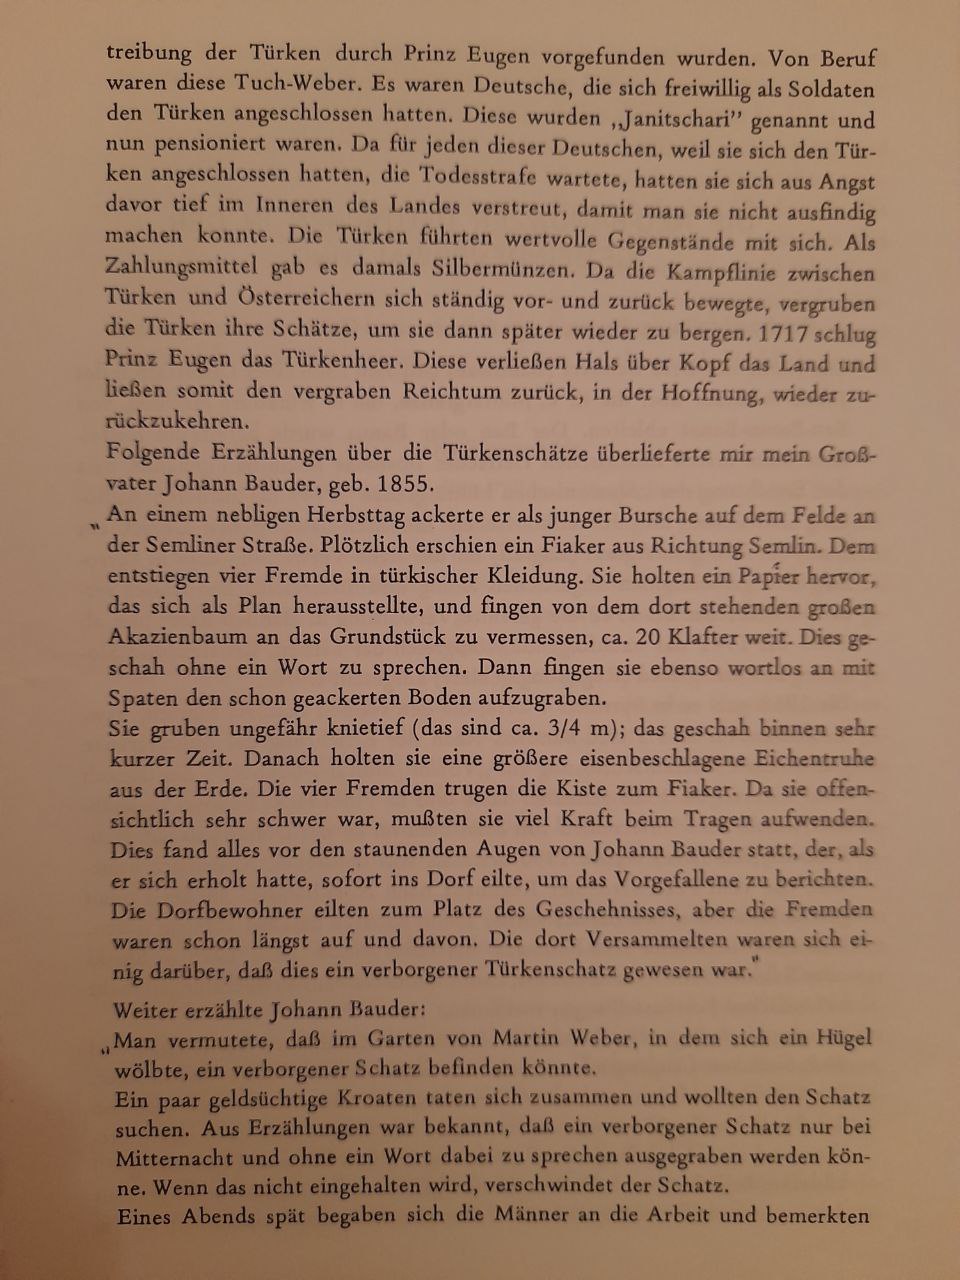 treibung der Türken durch Prinz Eugen vorgefunden wurden. Von Beruf
waren diese Tuch-Weber. Es waren Deutsche, die sich freiwillig als Soldaten
den Türken angeschlossen hatten. Diese wurden „Janitschari” genannt und
nun pensioniert waren. Da für jeden dieser Deutschen, weil sie sich den Tür-
ken angeschlossen hatten, die Todesstrafe wartete, hatten sie sich aus Angst
davor tief im Inneren des Landes verstreut, damit man sie nicht ausfindig
machen konnte. Die Türken führten wertvolle Gegenstände mit sich. Als
Zahlungsmittel gab es damals Silbermünzen. Da die Kampflinie zwischen
Türken und Österreichern sich ständig vor- und zurück bewegte, vergruben
die Türken ihre Schätze, um sie dann später wieder zu bergen. 1717 schlug
Prinz Eugen das Türkenheer. Diese verließen Hals über Kopf das Land und
ließen somit den vergraben Reichtum zurück, in der Hoffnung, wieder zu-
rückzukehren.
Folgende Erzählungen über die Türkenschätze überlieferte mir mein Groß-
vater Johann Bauder, geb. 1855.
„An einem nebligen Herbsttag ackerte er als junger Bursche auf dem Felde an
der Semliner Straße. Plötzlich erschien ein Fiaker aus Richtung Semlin. Dem
entstiegen vier Fremde in türkischer Kleidung. Sie holten ein Papier hervor,
das sich als Plan herausstellte, und fingen von dem dort stehenden großen
Akazienbaum an das Grundstück zu vermessen, ca. 20 Klafter weit. Dies ge-
schah ohne ein Wort zu sprechen. Dann fingen sie ebenso wortlos an mit
Spaten den schon geackerten Boden aufzugraben.
Sie gruben ungefähr knietief (das sind ca. 3/4 m); das geschah binnen sehr
kurzer Zeit. Danach holten sie eine größere eisenbeschlagene Eichentruhe
aus der Erde. Die vier Fremden trugen die Kiste zum Fiaker. Da sie offen-
sichtlich sehr schwer war, mußten sie viel Kraft beim Tragen aufwenden.
Dies fand alles vor den staunenden Augen von Johann Bauder statt, der, als
er sich erholt hatte, sofort ins Dorf eilte, um das Vorgefallene zu berichten.
Die Dorfbewohner eilten zum Platz des Geschehnisses, aber die Fremden
waren schon längst auf und davon. Die dort Versammelten waren sich ei-
nig darüber, daß dies ein verborgener Türkenschatz gewesen war."
Weiter erzählte Johann Bauder:
„Man vermutete, daß im Garten von Martin Weber, in dem sich ein Hügel
wölbte, ein verborgener Schatz befinden könnte.
Ein paar geldsüchtige Kroaten taten sich zusammen und wollten den Schatz
suchen. Aus Erzählungen war bekannt, daß ein verborgener Schatz nur bei
Mitternacht und ohne ein Wort dabei zu sprechen ausgegraben werden kön-
ne. Wenn das nicht eingehalten wird, verschwindet der Schatz.
Eines Abends spät begaben sich die Männer an die Arbeit und bemerkten